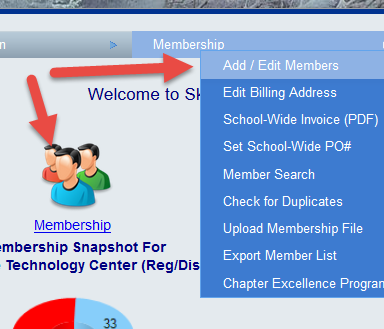 n
Membership
Add / Edit Members
Welcome to Sk
Edit Billing Address
School-Wide Invoice (PDF)
Set School-Wide PO#
Member Search
Check for Duplicates
Membership
Upload Membership File
embership Snapshot For
Export Member List
Technology Center (Reg/Dis
Chapter Excellence Program
33